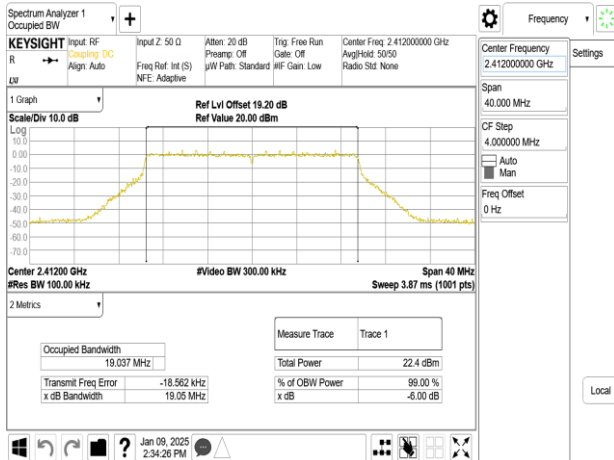 Spectrum Analyzer 1
Occupied BW
+
KEYSIGHT
R
LXI
Input: RF
Coupling: DC
Align: Auto
Input Z: 50 Ω
Freq Ref: Int (S)
NFE: Adaptive
Atten: 20 dB
Preamp: Off
µW Path: Standard
Trig: Free Run
Gate: Off
#IF Gain: Low
Center Freq: 2.412000000 GHz
Avg|Hold: 50/50
Radio Std: None
1 Graph
Scale/Div 10.0 dB
Ref Lvl Offset 19.20 dB
Ref Value 20.00 dBm
Log
10.0
0.00
-10.0
-20.0
-30.0
-40.0
-50.0
-60.0
-70.0
Center 2.41200 GHz
#Res BW 100.00 kHz
#Video BW 300.00 kHz
Span 40 MHz
Sweep 3.87 ms (1001 pts)
2 Metrics
Occupied Bandwidth
19.037 MHz
Transmit Freq Error -18.562 kHz
x dB Bandwidth 19.05 MHz
Measure Trace Trace 1
Total Power 22.4 dBm
% of OBW Power 99.00 %
x dB -6.00 dB
?
Jan 09, 2025
2:34:26 PM
Frequency
Center Frequency
2.412000000 GHz
Span
40.000 MHz
CF Step
4.000000 MHz
Auto
Man
Freq Offset
0 Hz
Settings
Local